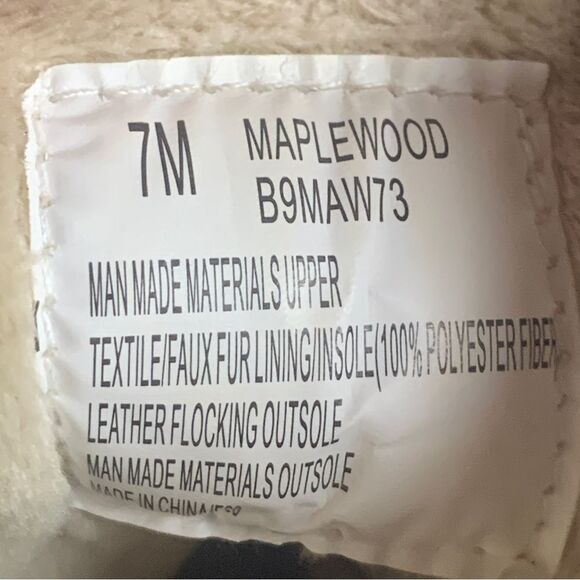 7M MAPLEWOOD
B9MAW73
MAN MADE MATERIALS UPPER
TEXTILE/FAUX FUR LINING/INSOLE(100% POLYESTER FIBER
LEATHER FLOCKING OUTSOLE
MAN MADE MATERIALS OUTSOLE
MADE IN CHINA